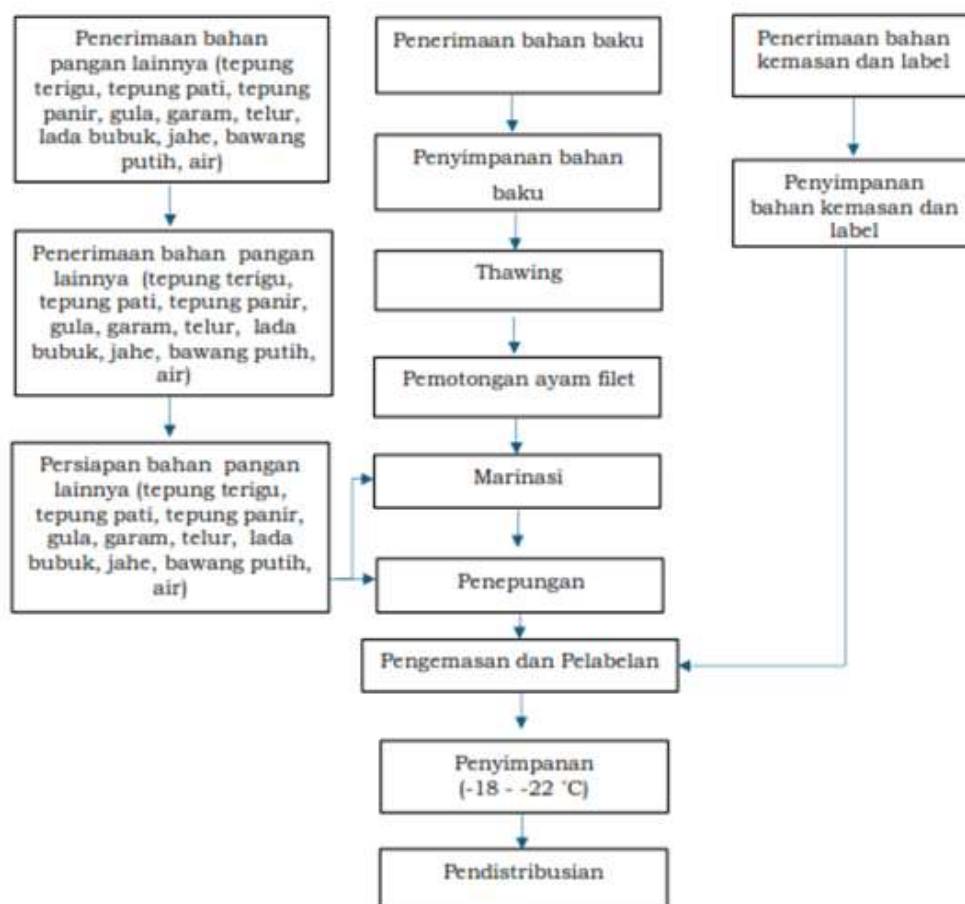 Penerimaan bahan
pangan lainnya (tepung
terigu, tepung pati, tepung
panir, gula, garam, telur,
lada bubuk, jahe, bawang
putih, air)
Penerimaan bahan pangan
lainnya (tepung terigu,
tepung pati, tepung panir,
gula, garam, telur, lada
bubuk, jahe, bawang putih,
air)
Persiapan bahan pangan
lainnya (tepung terigu,
tepung pati, tepung panir,
gula, garam, telur, lada
bubuk, jahe, bawang putih,
air)
Penerimaan bahan baku
Penyimpanan bahan
baku
Thawing
Pemotongan ayam filet
Marinasi
Penepungan
Pengemasan dan Pelabelan
Penyimpanan
(-18 - -22 °C)
Pendistribusian
Penerimaan bahan
kemasan dan label
Penyimpanan
bahan kemasan dan
label